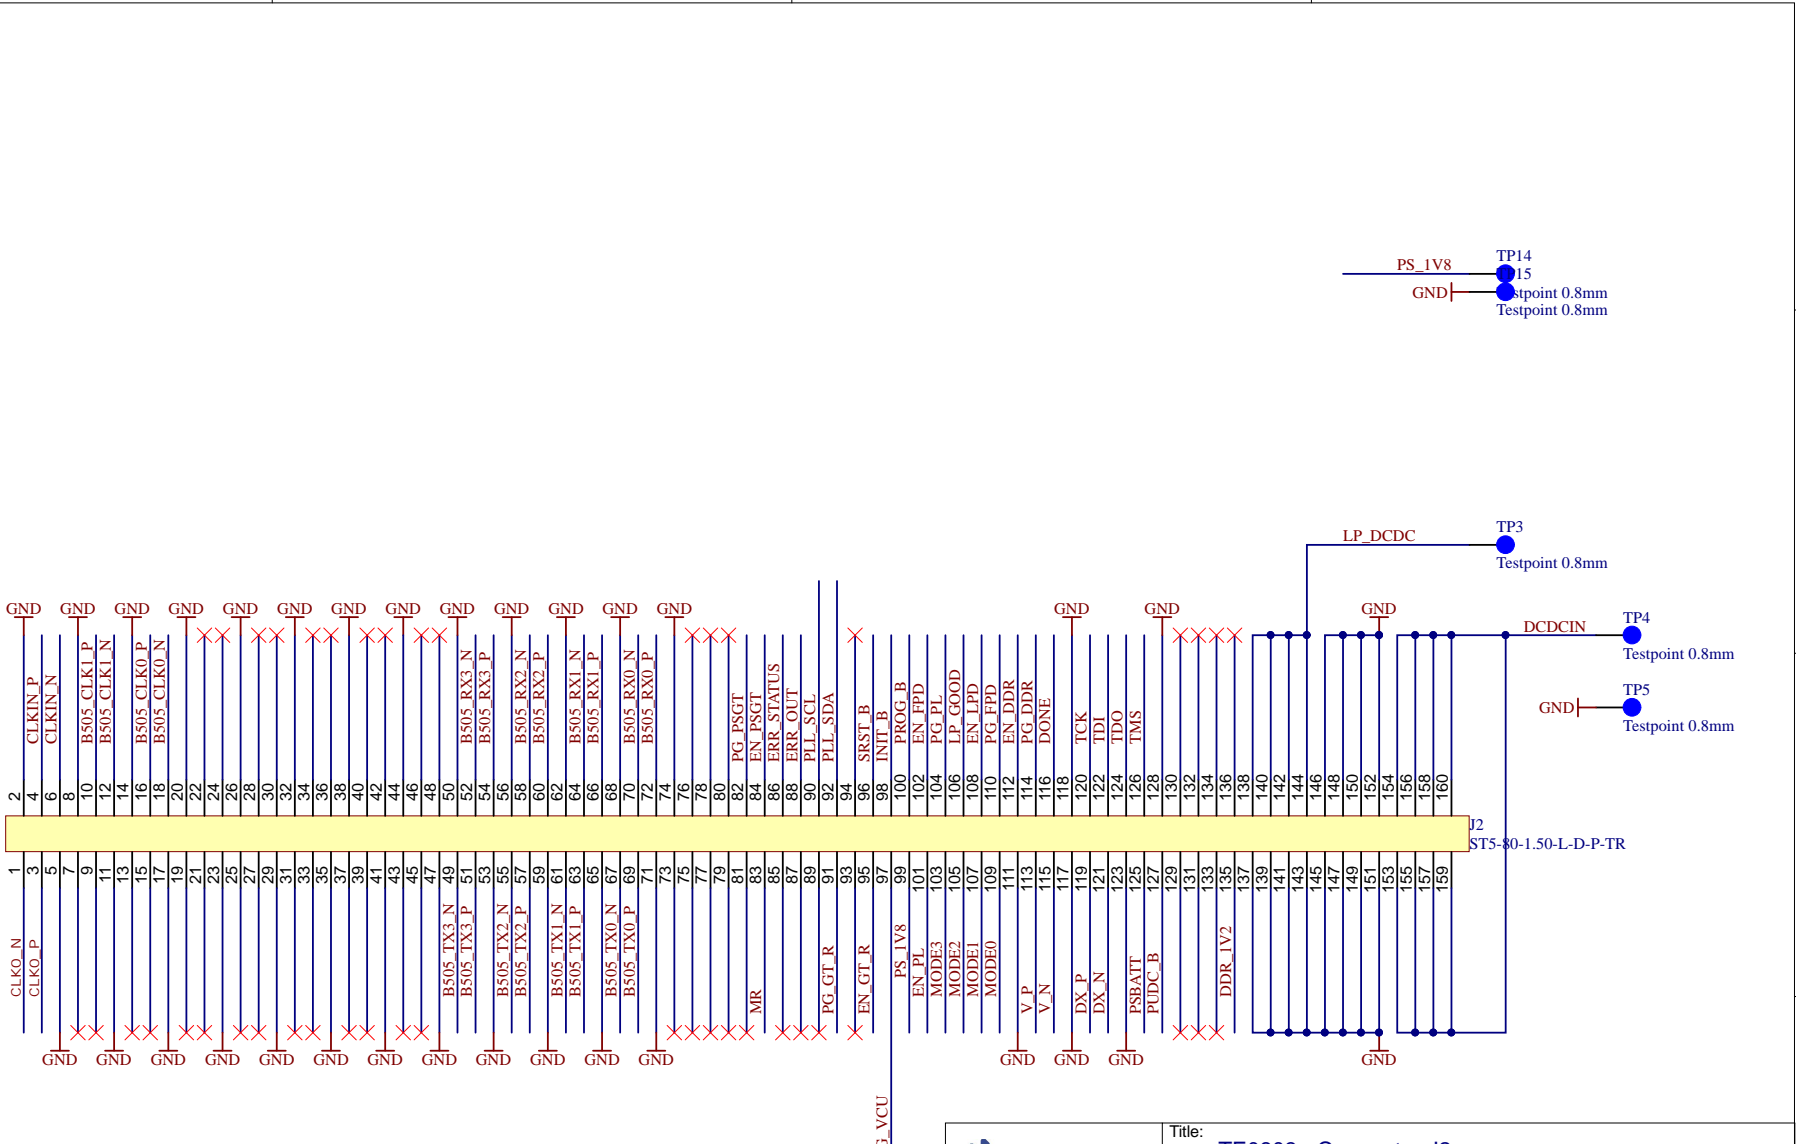 TP14
PS_1V8
TP15
GND
Testpoint 0.8mm
Testpoint 0.8mm
TP3
LP_DCDC
Testpoint 0.8mm
TP4
DCDCIN
Testpoint 0.8mm
TP5
GND
Testpoint 0.8mm
GND GND GND GND GND GND GND GND GND GND GND GND GND GND GND GND
CLKIN_P
CLKIN_N
B505_CLK1_P
B505_CLK1_N
B505_CLK0_P
B505_CLK0_N
B505_RX3_N
B505_RX3_P
B505_RX2_N
B505_RX2_P
B505_RX1_N
B505_RX1_P
B505_RX0_N
B505_RX0_P
PG_PSGT
EN_PSGT
ERR_STATUS
ERR_OUT
PLL_SCL
PLL_SDA
SRST_B
INIT_B
PROG_B
EN_FPD
PG_PL
LP_GOOD
EN_LPD
PG_FPD
EN_DDR
PG_DDR
DONE
TCK
TDI
TDO
TMS
2 4 6 8 10 12 14 16 18 20 22 24 26 28 30 32 34 36 38 40 42 44 46 48 50 52 54 56 58 60 62 64 66 68 70 72 74 76 78 80 82 84 86 88 90 92 94 96 98 100 102 104 106 108 110 112 114 116 118 120 122 124 126 128 130 132 134 136 138 140 142 144 146 148 150 152 154 156 158 160
J2
ST5-80-1.50-L-D-P-TR
1 3 5 7 9 11 13 15 17 19 21 23 25 27 29 31 33 35 37 39 41 43 45 47 49 51 53 55 57 59 61 63 65 67 69 71 73 75 77 79 81 83 85 87 89 91 93 95 97 99 101 103 105 107 109 111 113 115 117 119 121 123 125 127 129 131 133 135 137 139 141 143 145 147 149 151 153 155 157 159
CLKO_N
CLKO_P
B505_TX3_N
B505_TX3_P
B505_TX2_N
B505_TX2_P
B505_TX1_N
B505_TX1_P
B505_TX0_N
B505_TX0_P
MR
PG_GT_R
EN_GT_R
PS_1V8
EN_PL
MODE3
MODE2
MODE1
MODE0
V_P
V_N
DX_P
DX_N
PSBATT
PUDC_B
DDR_1V2
GND GND GND GND GND GND GND GND GND GND GND GND GND GND GND GND
Title: